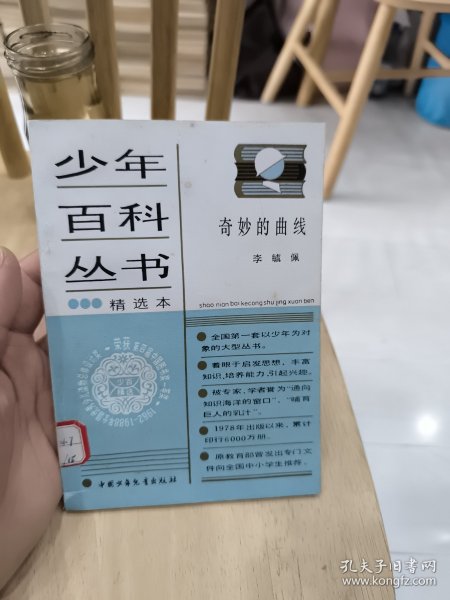 少年
百科
丛书
精选本
奇妙的曲线
李毓佩
shao nian bai ke cong shu jing xuan ben
全国第一套以少年为对
象的大型丛书。
着眼于启发思想,丰富
知识,培养能力,引起兴趣。
被专家、学者誉为“通向
知识海洋的窗口”、“哺育
巨人的乳汁”。
1978年出版以来,累计
印行6000万册。
原教育部曾发出专门文
件向全国中小学生推荐。
中国少年儿童出版社
孔夫子旧书网
www.kongfz.com